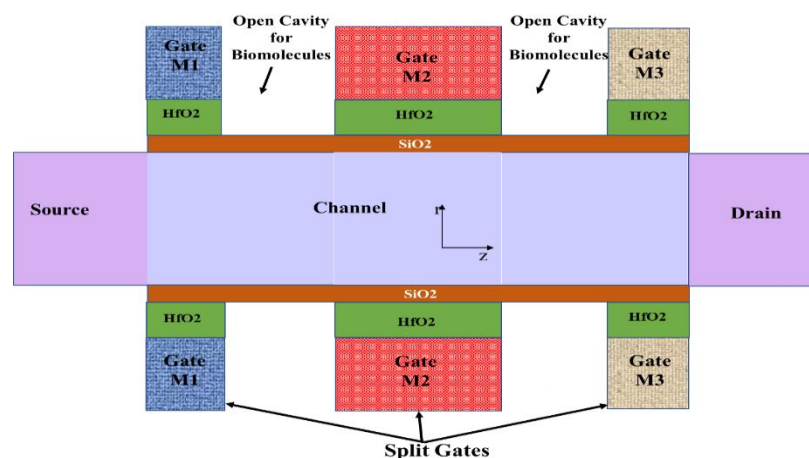 Open Cavity
for
Biomolecules
Open Cavity
for
Biomolecules
Gate
M1
Gate
M2
Gate
M3
HfO2
HfO2
HfO2
SiO2
Source
Channel
r
z
Drain
SiO2
HfO2
HfO2
HfO2
Gate
M1
Gate
M2
Gate
M3
Split Gates